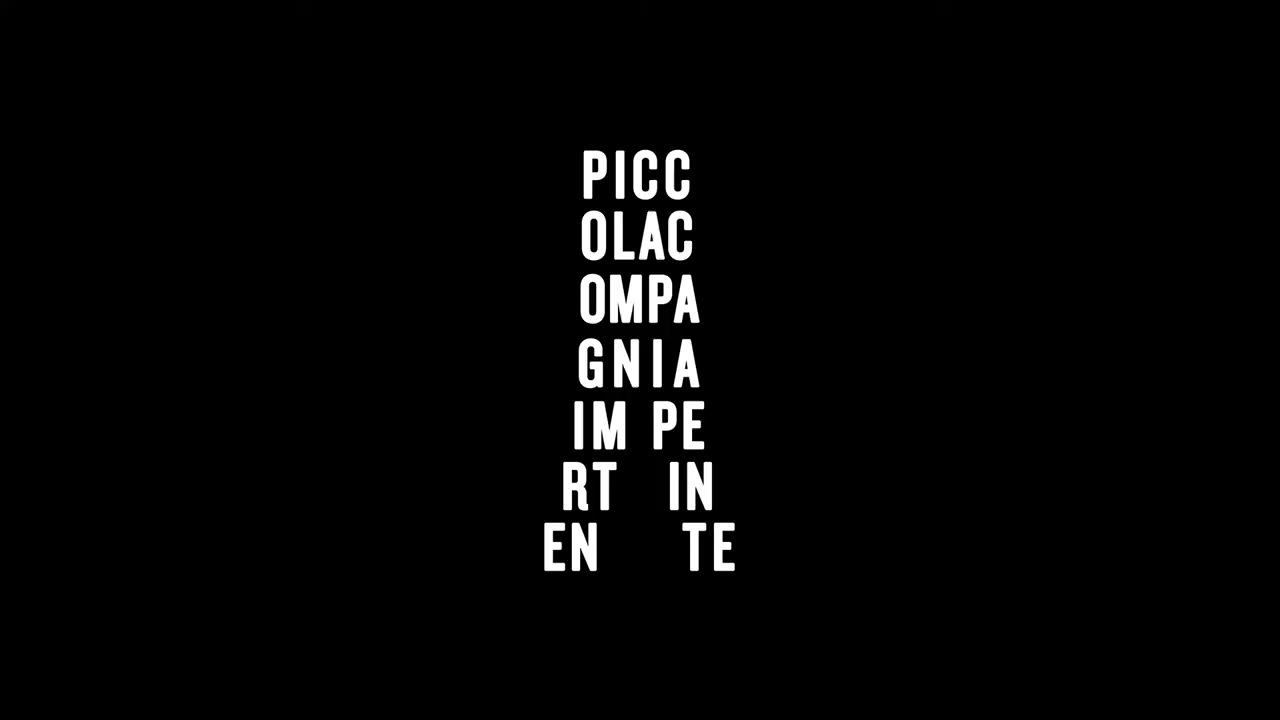 PICC
OLAC
OMPA
GNIA
IM PE
RT IN
EN TE